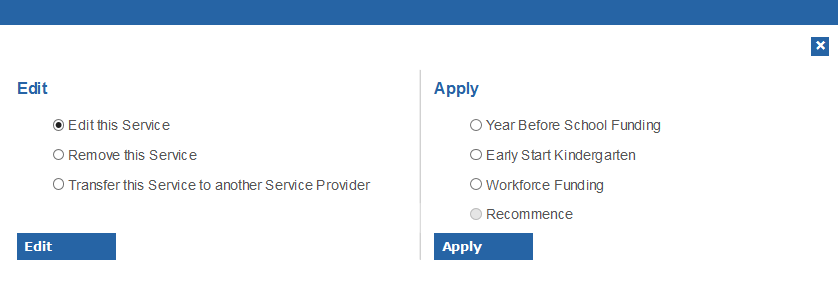 Edit
Edit this Service
Remove this Service
Transfer this Service to another Service Provider
Edit
Apply
Year Before School Funding
Early Start Kindergarten
Workforce Funding
Recommence
Apply